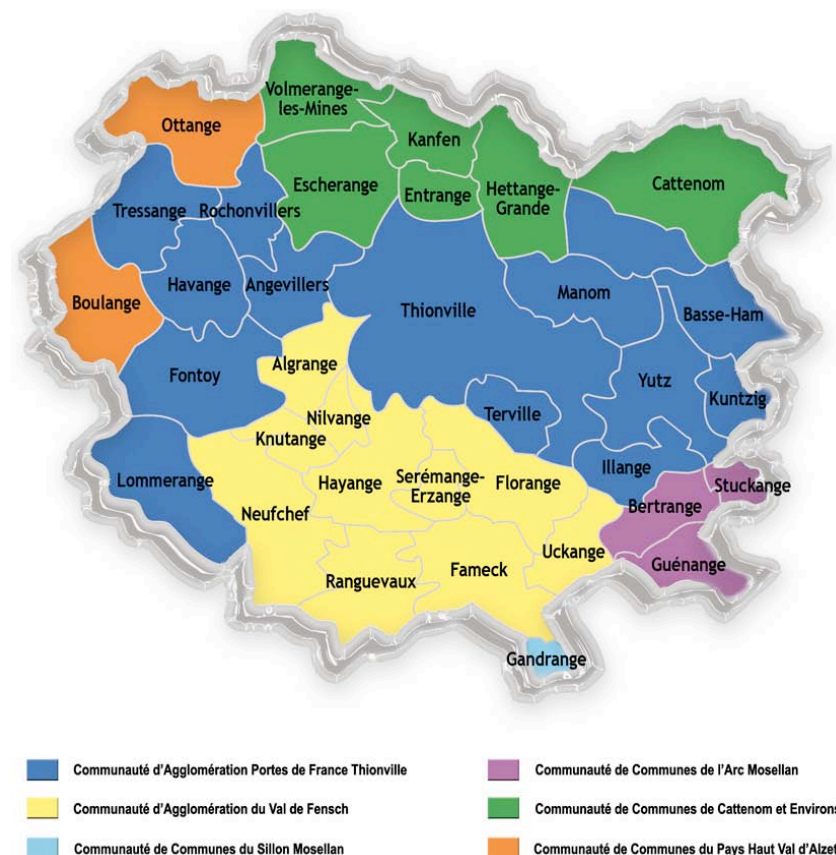 Volmerange-
les-Mines
Ottange
Kanfen
Escherange
Entrange
Hettange-
Grande
Cattenom
Tressange
Rochonvillers
Havange
Angevillers
Boulange
Thionville
Manom
Basse-Ham
Fontoy
Algrange
Yutz
Kuntzig
Nilvange
Terville
Knutange
Lommerange
Hayange
Serémange-
Erzange
Florange
Illange
Stuckange
Bertrange
Neufchef
Uckange
Guénange
Ranguevaux
Fameck
Gandrange
Communauté d'Agglomération Portes de France Thionville
Communauté d'Agglomération du Val de Fensch
Communauté de Communes du Sillon Mosellan
Communauté de Communes de l'Arc Mosellan
Communauté de Communes de Cattenom et Environs
Communauté de Communes du Pays Haut Val d'Alzet